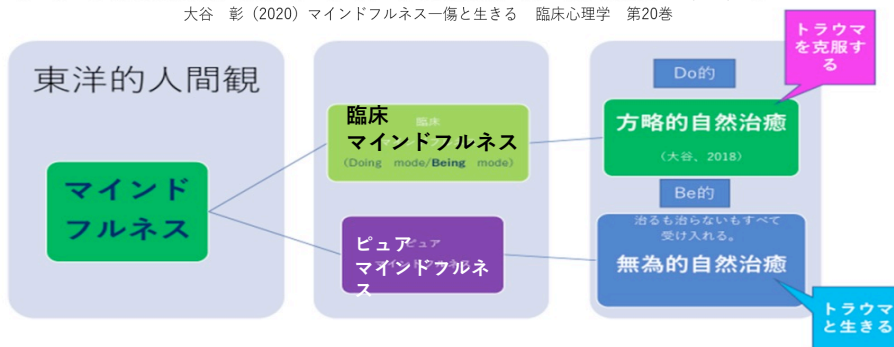 大谷　彰（2020）マインドフルネスー傷と生きる　臨床心理学　第20巻
東洋的人間観
マインド
フルネス
臨床
臨床
マインドフルネス
（Doing　mode/Being　mode）
ピュア
ピュア
マインドフルネ
ス
Do的
方略的自然治癒
（大谷、2018）
Be的
治るも治らないもすべて
受け入れる。
無為的自然治癒
トラウマ
を克服す
る
トラウマ
と生きる